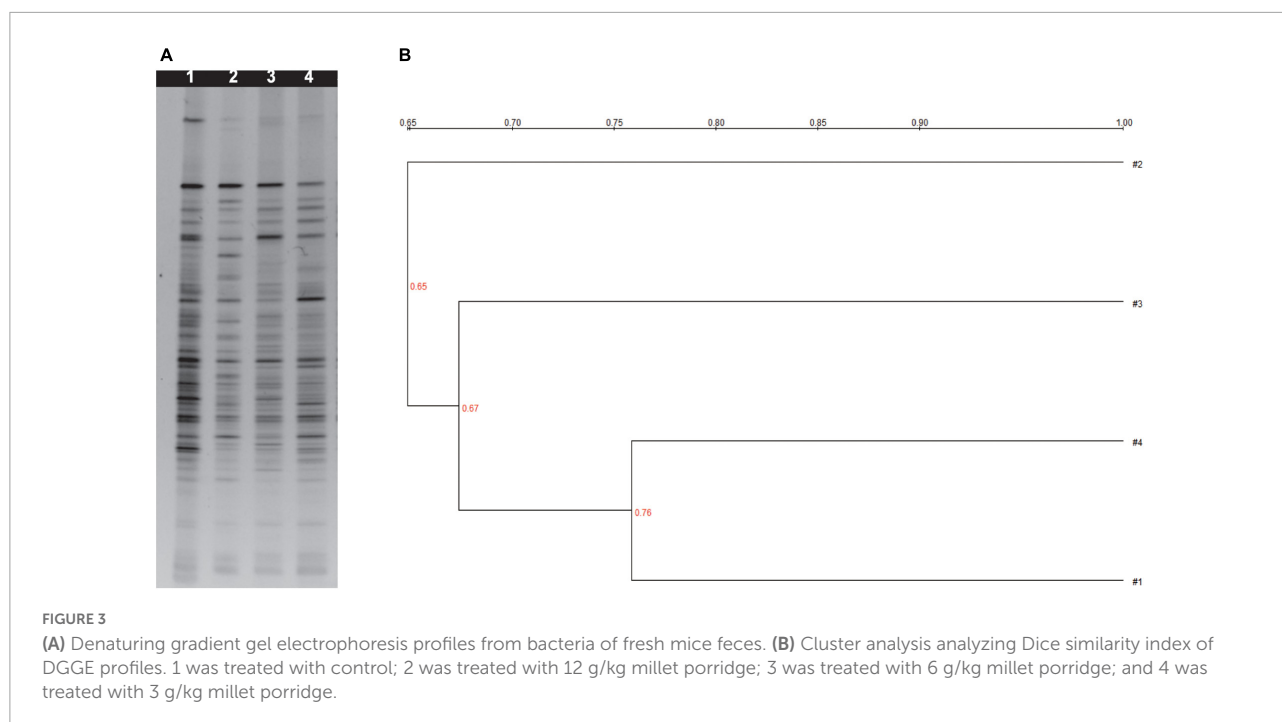 A
B
1 2 3 4
0.65 0.70 0.75 0.80 0.85 0.90 1.00
#2
0.65
#3
0.67
#4
0.76
#1
FIGURE 3
(A) Denaturing gradient gel electrophoresis profiles from bacteria of fresh mice feces. (B) Cluster analysis analyzing Dice similarity index of
DGGE profiles. 1 was treated with control; 2 was treated with 12 g/kg millet porridge; 3 was treated with 6 g/kg millet porridge; and 4 was
treated with 3 g/kg millet porridge.